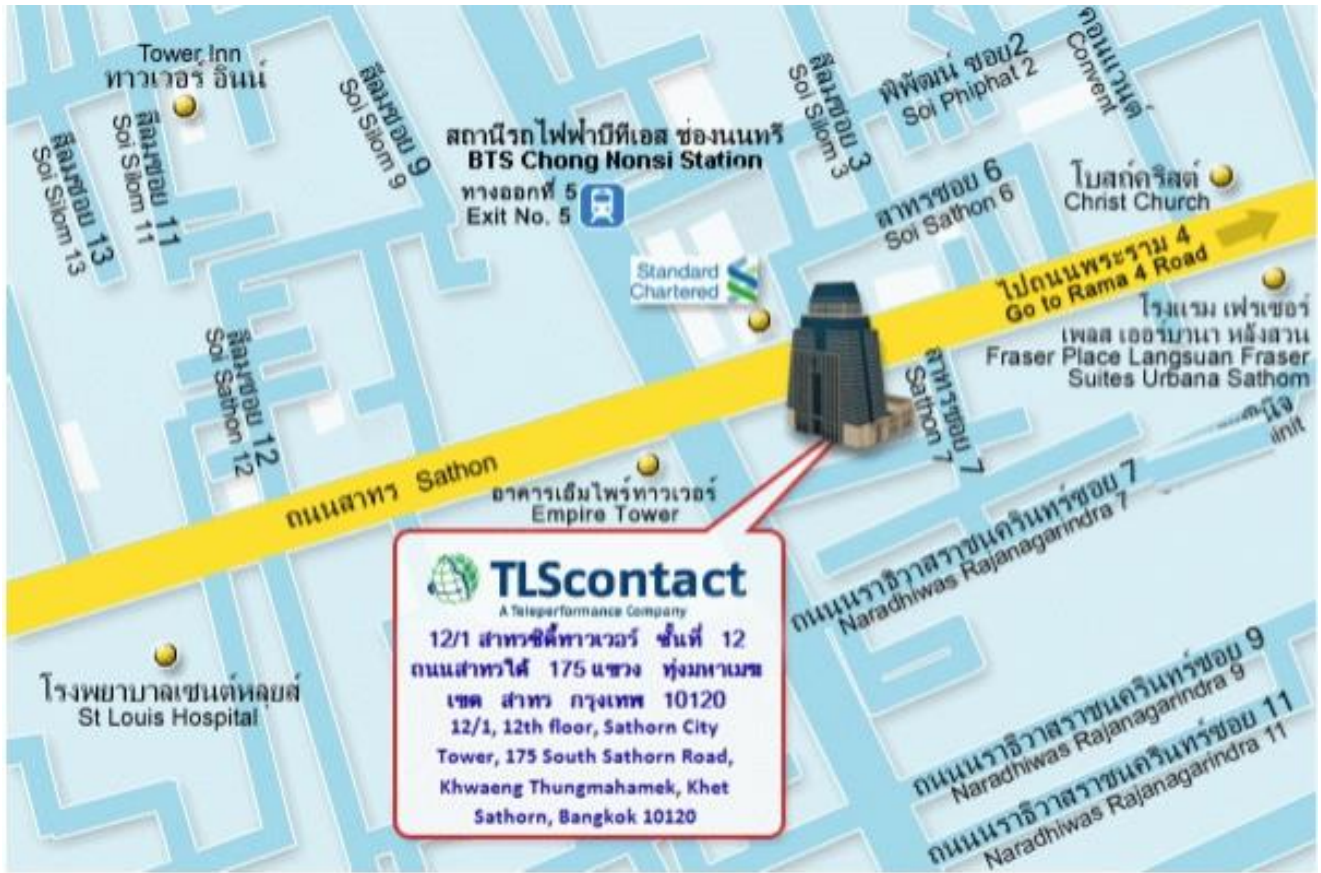 Tower Inn
ทาวเวอร์ อินน์
สีลมซอย 13
Soi Silom 13
สีลมซอย 11
Soi Silom 11
สีลมซอย 9
Soi Silom 9
สถานีรถไฟฟ้าบีทีเอส ช่องนนทรี
BTS Chong Nonsi Station
ทางออกที่ 5
Exit No. 5
สีลมซอย 3
Soi Silom 3
พิพัฒน์ ซอย2
Soi Phiphat 2
คอนแวนต์
Convent
สาทรซอย 6
Soi Sathon 6
โบสถ์คริสต์
Christ Church
Standard
Chartered
ไปถนนพระราม 4
Go to Rama 4 Road
โรงแรม เฟรเซอร์
เพลส เออร์บานา หลังสวน
Fraser Place Langsuan Fraser
Suites Urbana Sathorn
สีลมซอย 12
Soi Sathon 12
สาทรซอย 7
Sathon 7
ถนนสาทร Sathon
อาคารเอ็มไพร์ทาวเวอร์
Empire Tower
init
ถนนนราธิวาสราชนครินทร์ซอย 7
Naradhiwas Rajanagarindra 7
TLScontact
A Teleperformance Company
12/1 สาทรซิตี้ทาวเวอร์ ชั้นที่ 12
ถนนสาทรใต้ 175 แขวง ทุ่งมหาเมฆ
เขต สาทร กรุงเทพ 10120
12/1, 12th floor, Sathorn City
Tower, 175 South Sathorn Road,
Khwaeng Thungmahamek, Khet
Sathorn, Bangkok 10120
โรงพยาบาลเซนต์หลุยส์
St Louis Hospital
ถนนนราธิวาสราชนครินทร์ซอย 9
Naradhiwas Rajanagarindra 9
ถนนนราธิวาสราชนครินทร์ซอย 11
Naradhiwas Rajanagarindra 11